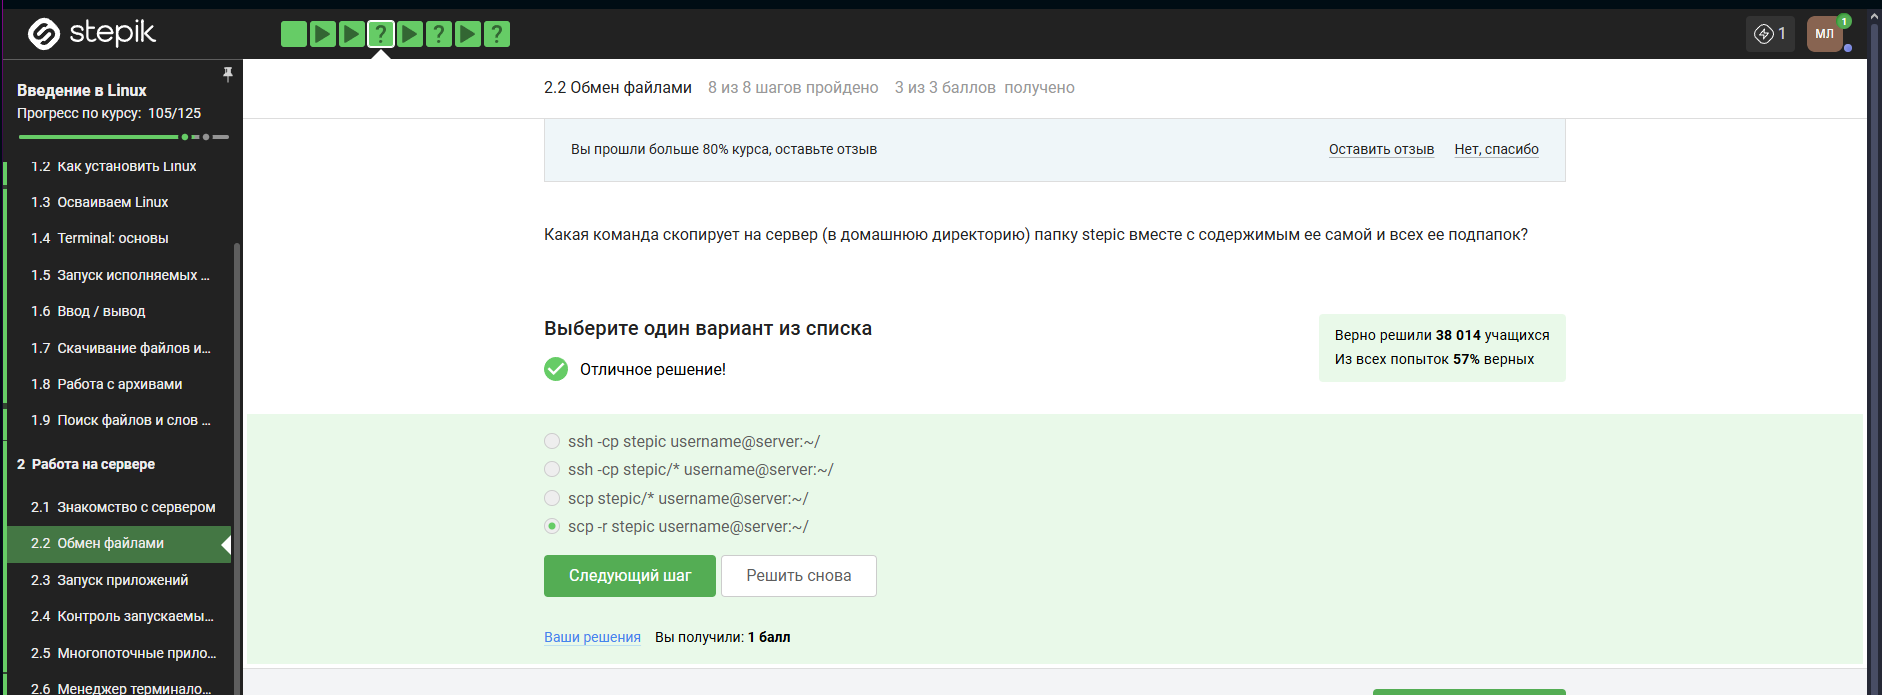 stepik
?
?
?
1
МЛ
1
Введение в Linux
Прогресс по курсу: 105/125
1.2 Как установить Linux
1.3 Осваиваем Linux
1.4 Terminal: основы
1.5 Запуск исполняемых ...
1.6 Ввод / вывод
1.7 Скачивание файлов и...
1.8 Работа с архивами
1.9 Поиск файлов и слов ...
2 Работа на сервере
2.1 Знакомство с сервером
2.2 Обмен файлами
2.3 Запуск приложений
2.4 Контроль запускаемы...
2.5 Многопоточные прило...
2.6 Менеджер терминало...
2.2 Обмен файлами 8 из 8 шагов пройдено 3 из 3 баллов получено
Вы прошли больше 80% курса, оставьте отзыв Оставить отзыв Нет, спасибо
Какая команда скопирует на сервер (в домашнюю директорию) папку stepic вместе с содержимым ее самой и всех ее подпапок?
Выберите один вариант из списка
Отличное решение!
Верно решили 38 014 учащихся
Из всех попыток 57% верных
ssh -cp stepic username@server:~/
ssh -cp stepic/* username@server:~/
scp stepic/* username@server:~/
scp -r stepic username@server:~/
Следующий шаг Решить снова
Ваши решения Вы получили: 1 балл